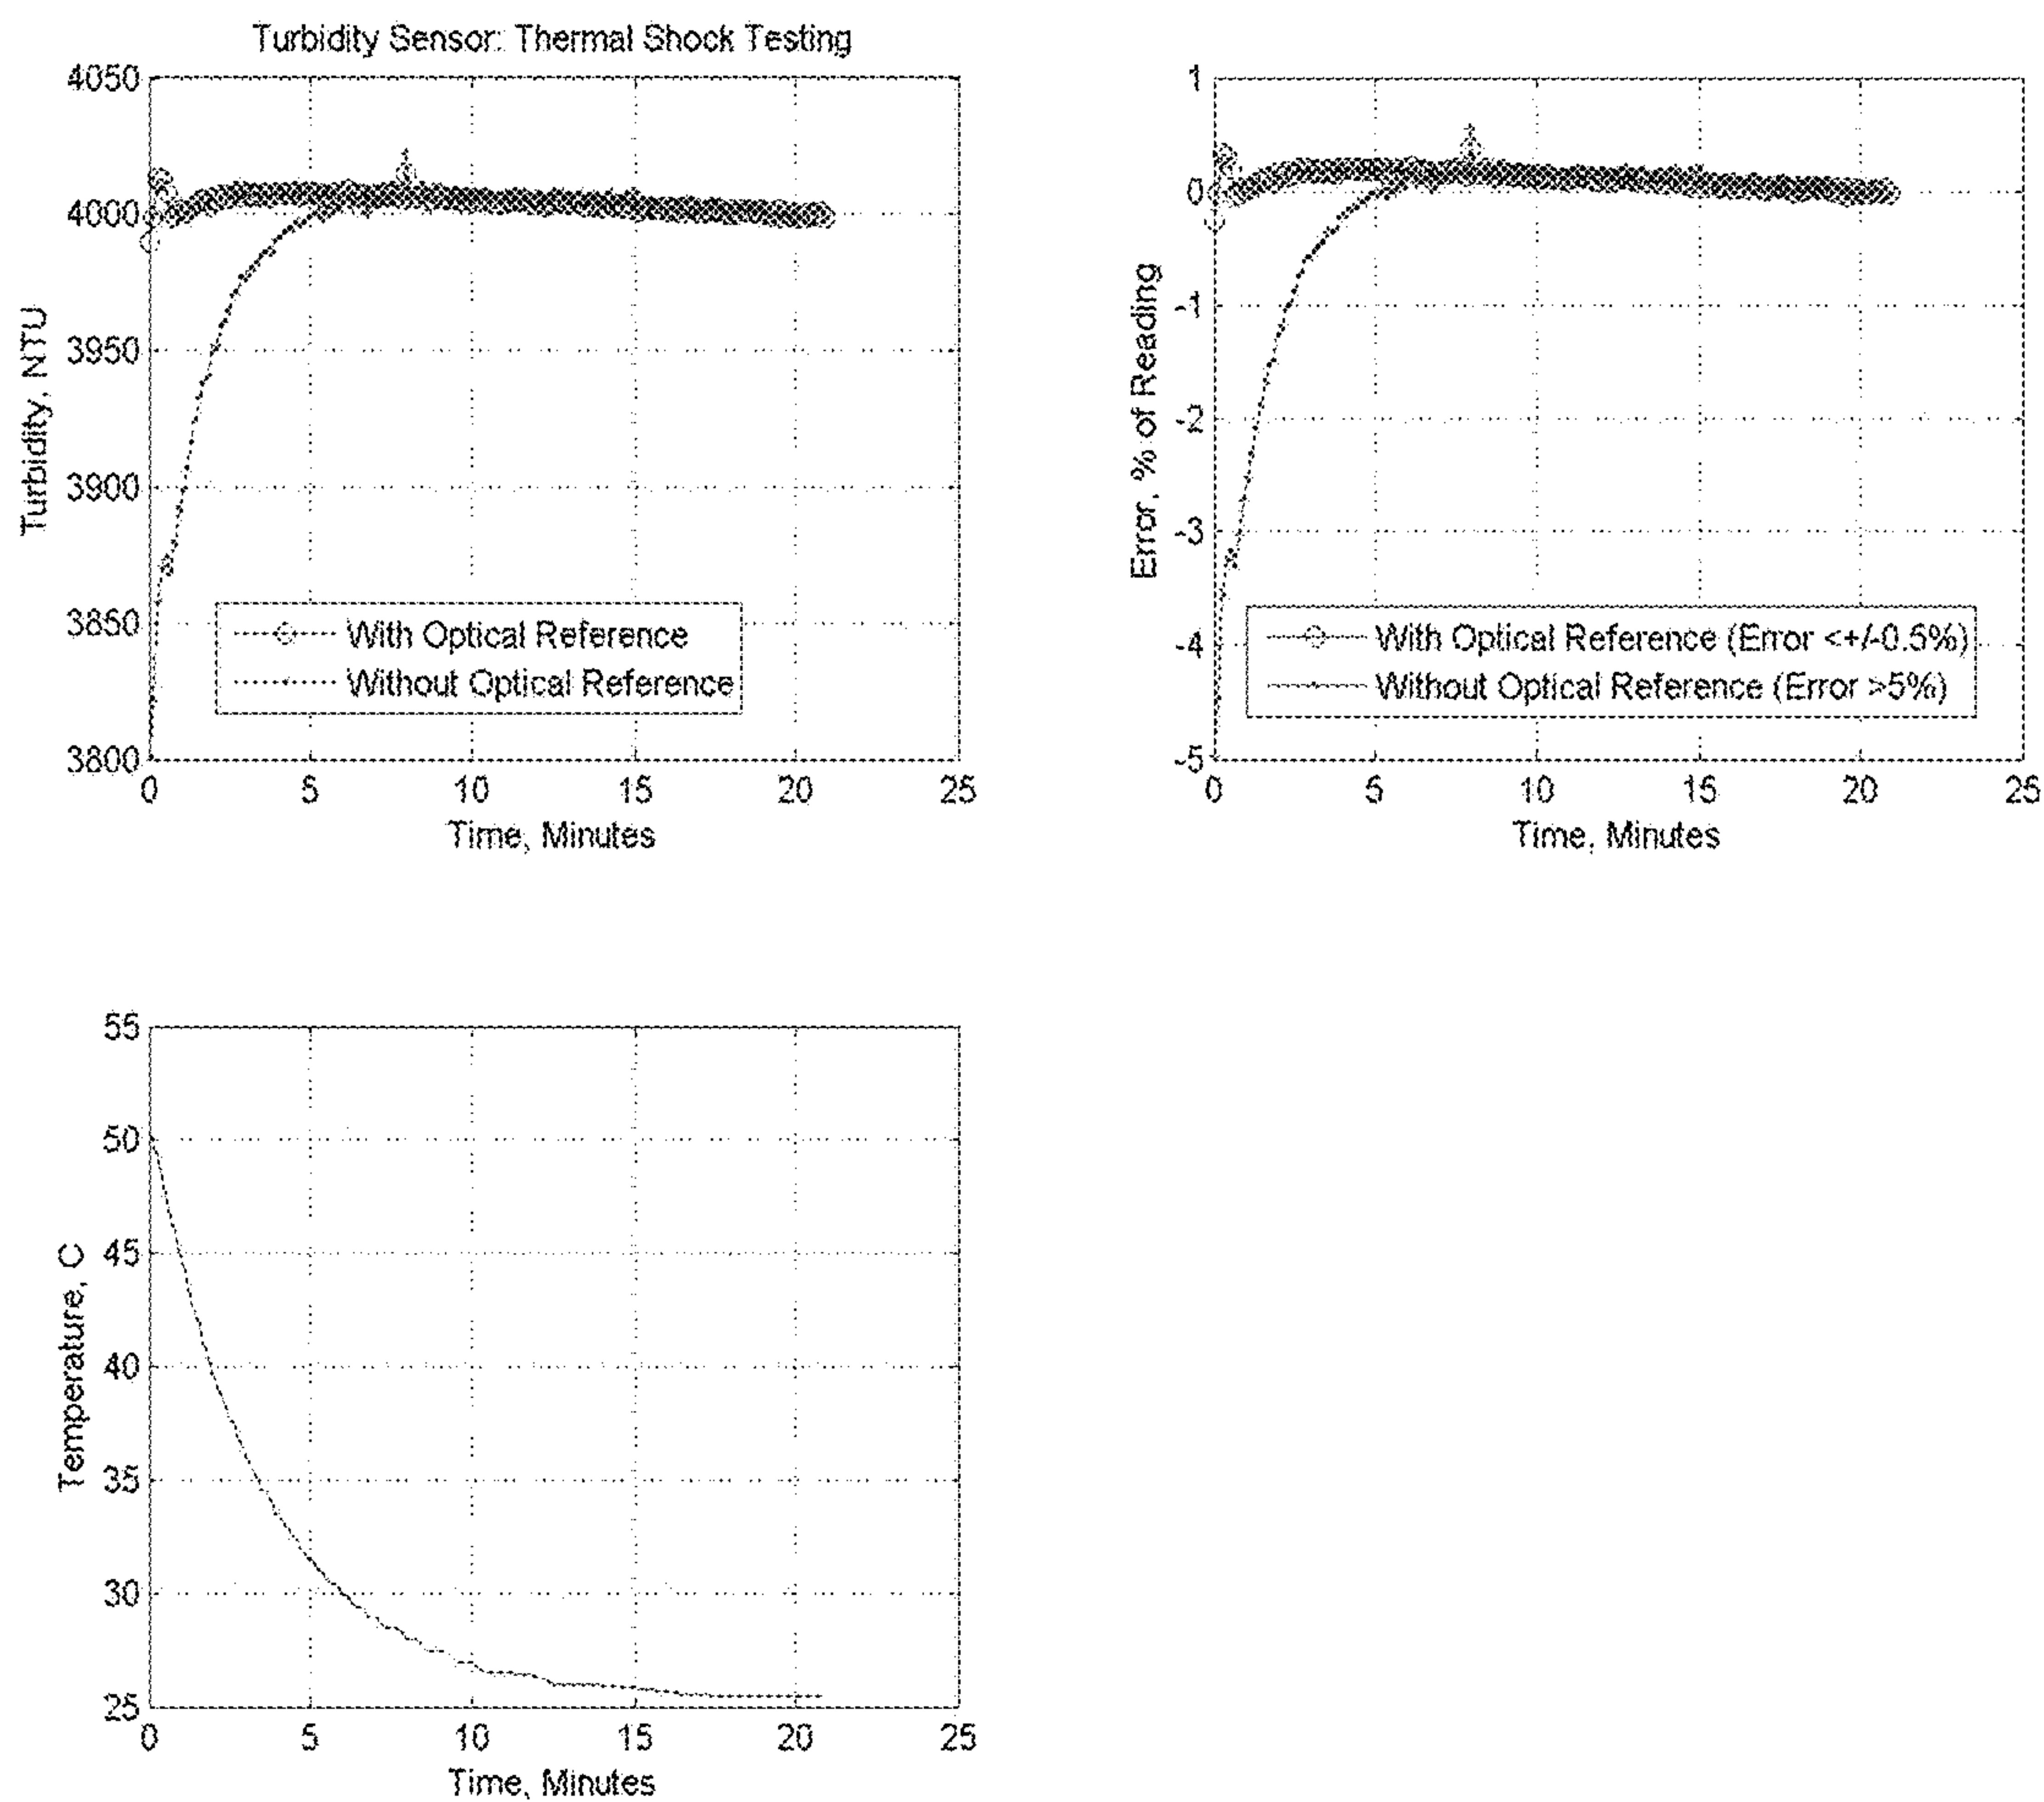 Turbidity Sensor: Thermal Shock Testing
Turbidity, NTU
4050
4000
3950
3900
3850
3800
With Optical Reference
Without Optical Reference
0 5 10 15 20 25
Time, Minutes
Error, % of Reading
1
0
-1
-2
-3
-4
-5
With Optical Reference (Error <+/-0.5%)
Without Optical Reference (Error >5%)
0 5 10 15 20 25
Time, Minutes
Temperature, C
55
50
45
40
35
30
25
0 5 10 15 20 25
Time, Minutes